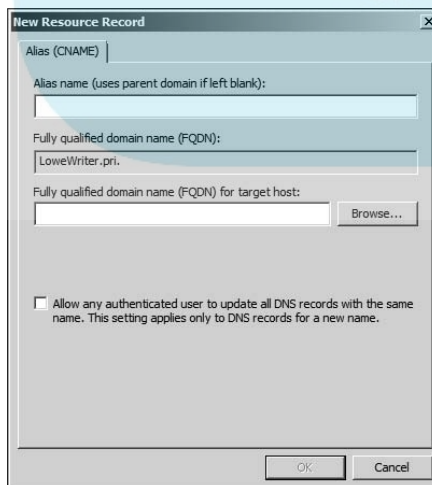 New Resource Record
Alias (CNAME)
Alias name (uses parent domain if left blank):
Fully qualified domain name (FQDN):
LoweWriter.pri.
Fully qualified domain name (FQDN) for target host:
Browse...
Allow any authenticated user to update all DNS records with the same
name. This setting applies only to DNS records for a new name.
OK
Cancel